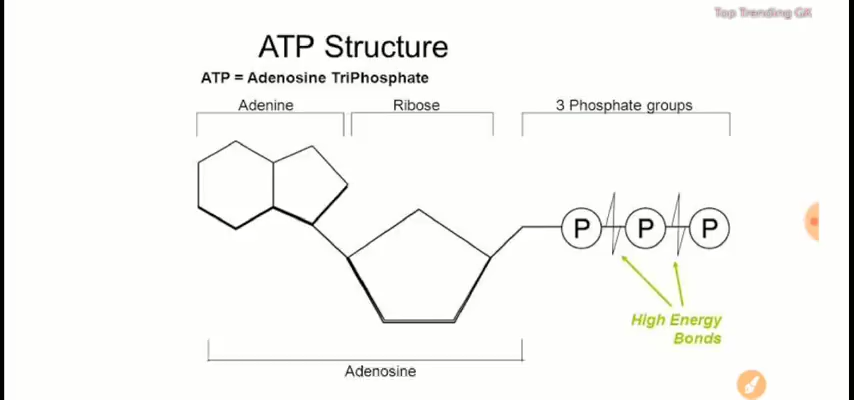 Top Trending GK
ATP Structure
ATP = Adenosine TriPhosphate
Adenine
Ribose
3 Phosphate groups
P
P
P
High Energy
Bonds
Adenosine